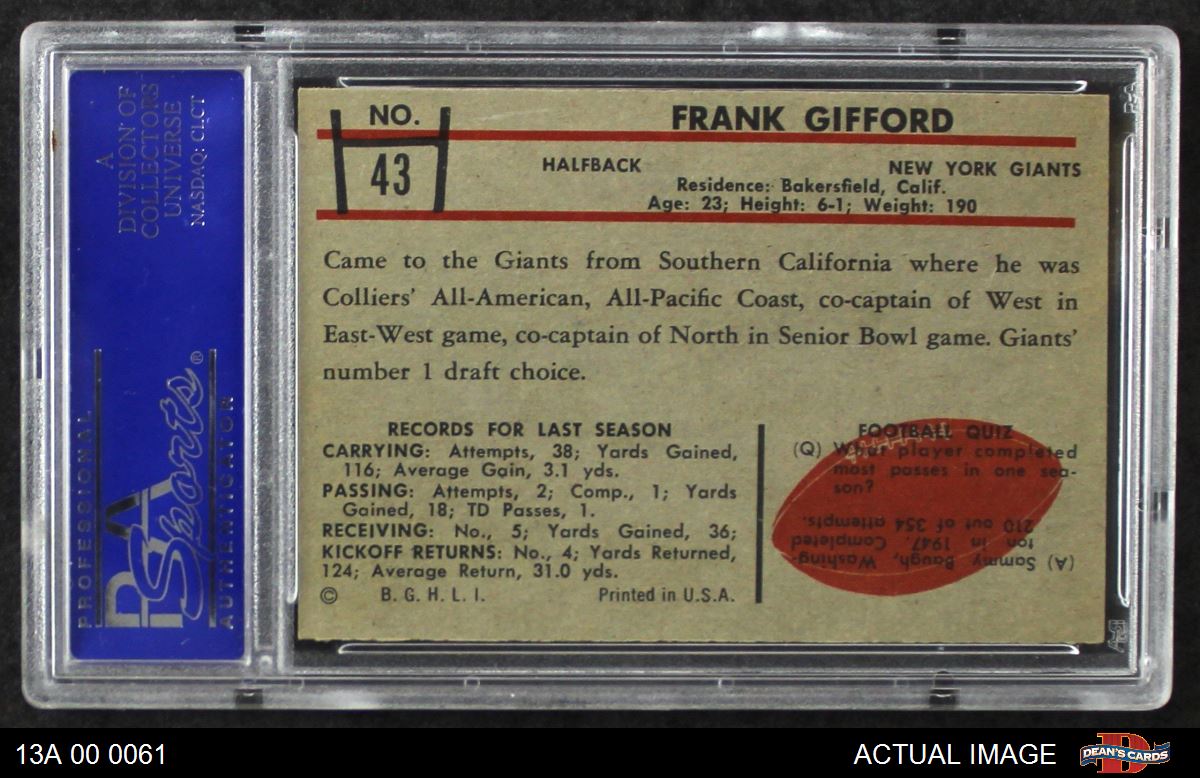 A
DIVISION OF
COLLECTORS
UNIVERSE
NASDAQ: CLCT
PROFESSIONAL
PSA
Sports®
AUTHENTICATOR
NO.
43
FRANK GIFFORD
HALFBACK
NEW YORK GIANTS
Residence: Bakersfield, Calif.
Age: 23; Height: 6-1; Weight: 190
Came to the Giants from Southern California where he was
Colliers' All-American, All-Pacific Coast, co-captain of West in
East-West game, co-captain of North in Senior Bowl game. Giants'
number 1 draft choice.
RECORDS FOR LAST SEASON
CARRYING: Attempts, 38; Yards Gained,
116; Average Gain, 3.1 yds.
PASSING: Attempts, 2; Comp., 1; Yards
Gained, 18; TD Passes, 1.
RECEIVING: No., 5; Yards Gained, 36;
KICKOFF RETURNS: No., 4; Yards Returned,
124; Average Return, 31.0 yds.
© B. G. H. L. I. Printed in U.S.A.
FOOTBALL QUIZ
(Q) What player completed
most passes in one sea-
son?
(A) Sammy Baugh, Washing-
ton in 1947. Completed
210 out of 354 attempts.
13A 00 0061
ACTUAL IMAGE
DEAN'S CARDS